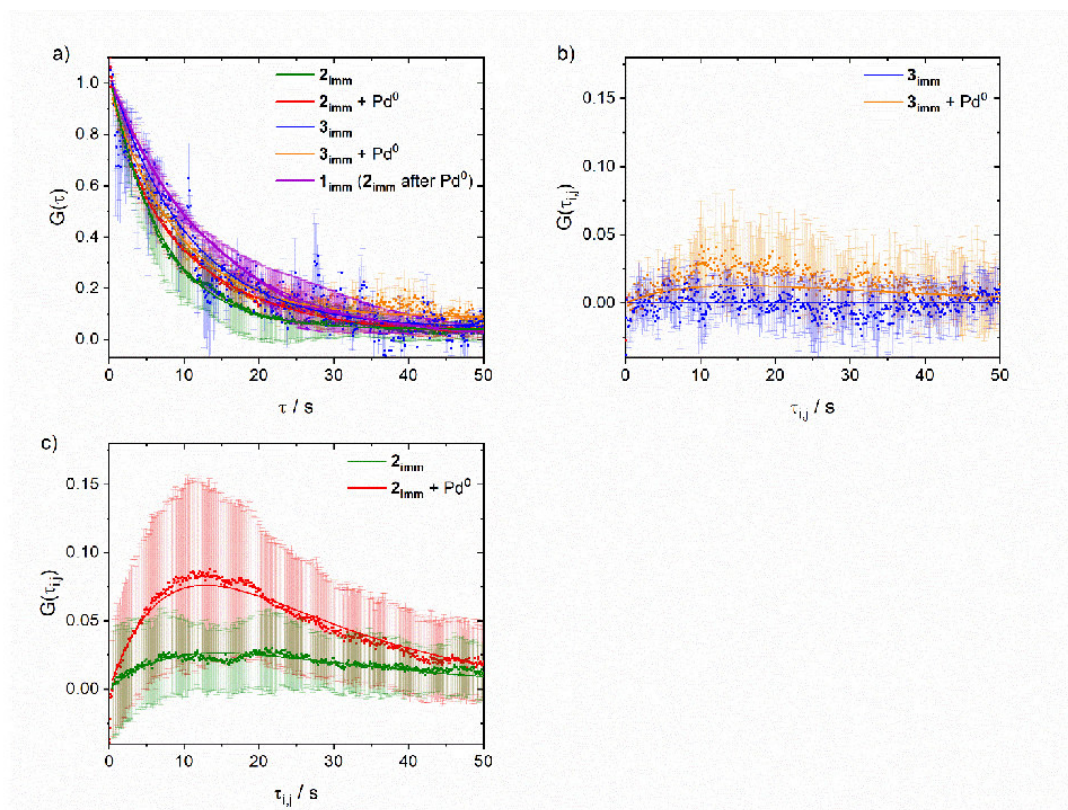 a)
2imm
2imm + Pd⁰
3imm
3imm + Pd⁰
1imm (2imm after Pd⁰)
1.0
0.8
0.6
0.4
0.2
0.0
G(τ)
0 10 20 30 40 50
τ / s
b)
3imm
3imm + Pd⁰
0.15
0.10
0.05
0.00
G(τi,j)
0 10 20 30 40 50
τi,j / s
c)
2imm
2imm + Pd⁰
0.15
0.10
0.05
0.00
G(τi,j)
0 10 20 30 40 50
τi,j / s